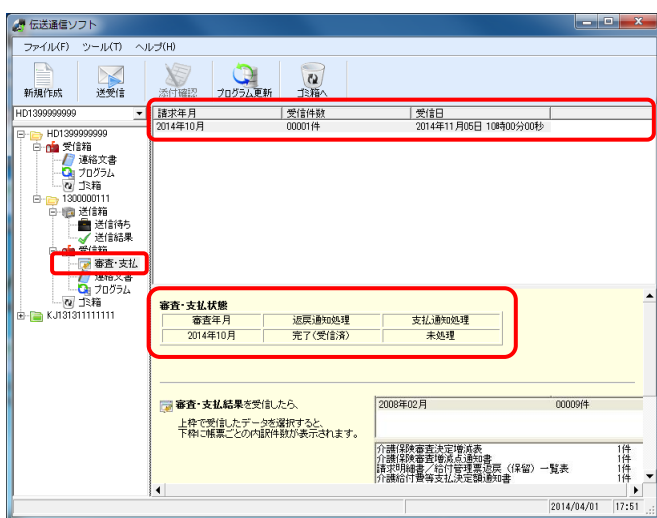 伝送通信ソフト
ファイル(F) ツール(T) ヘルプ(H)
新規作成 送受信 添付確認 プログラム更新 ゴミ箱へ
HD1399999999
請求年月 受信件数 受信日
2014年10月 00001件 2014年11月05日 10時00分00秒
HD1399999999
受信箱
連絡文書
プログラム
ゴミ箱
1300000111
送信箱
送信待ち
送信結果
受信箱
審査・支払
連絡文書
プログラム
ゴミ箱
KJ131311111111
審査・支払状態
審査年月 返戻通知処理 支払通知処理
2014年10月 完了(受信済) 未処理
審査・支払結果を受信したら、
上枠で受信したデータを選択すると、
下枠に帳票ごとの内訳件数が表示されます。
2008年02月 00009件
介護保険審査決定増減表 1件
介護保険審査増減点通知書 1件
請求明細書／給付管理票返戻（保留）一覧表 1件
介護給付費等支払決定額通知書 1件
2014/04/01 17:51